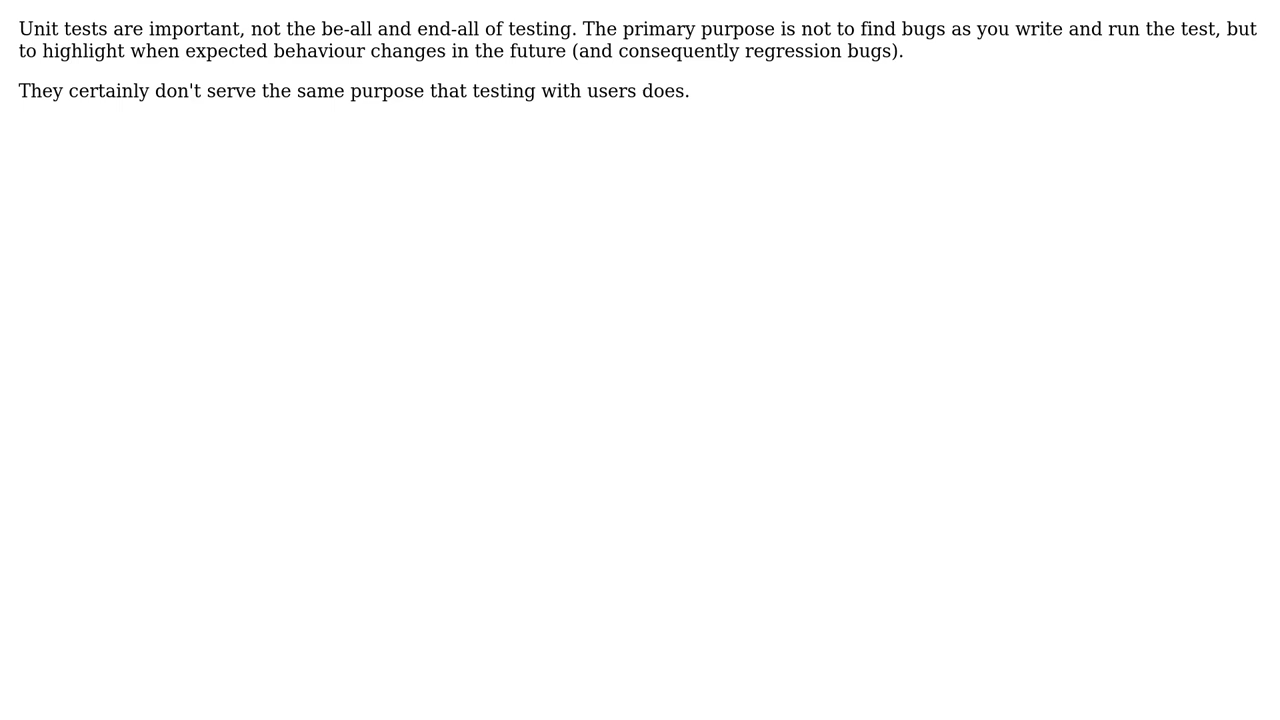 Unit tests are important, not the be-all and end-all of testing. The primary purpose is not to find bugs as you write and run the test, but
to highlight when expected behaviour changes in the future (and consequently regression bugs).
They certainly don't serve the same purpose that testing with users does.